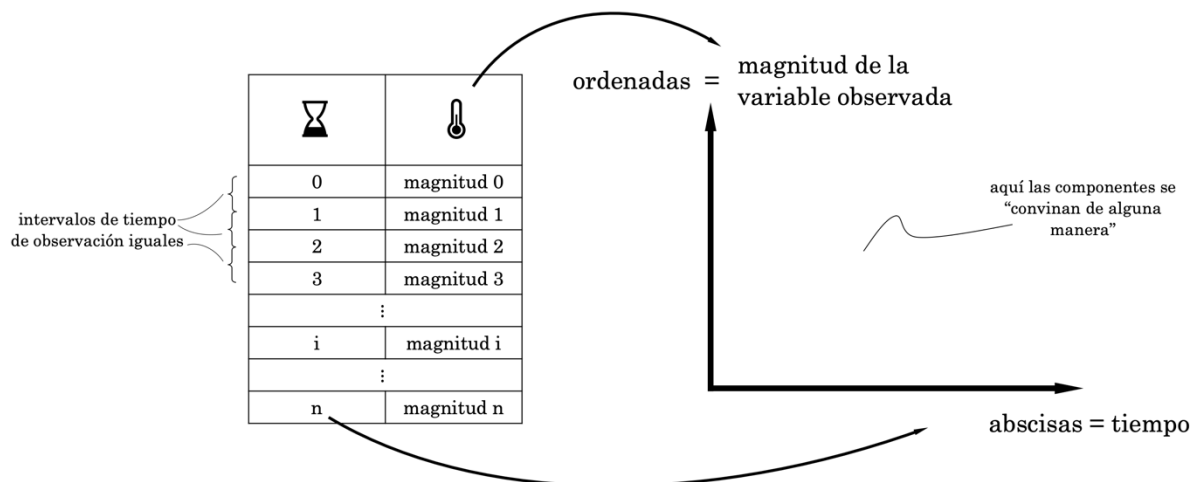 ordenadas = magnitud de la
variable observada
0 magnitud 0
1 magnitud 1
2 magnitud 2
3 magnitud 3
⋮
i magnitud i
⋮
n magnitud n
intervalos de tiempo
de observación iguales
aquí las componentes se
“convinan de alguna
manera”
abscisas = tiempo